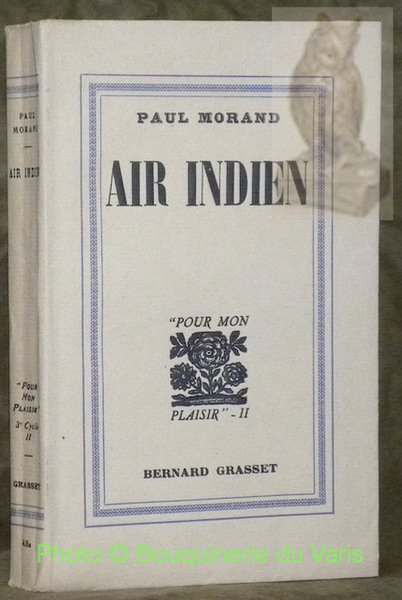 PAUL
MORAND
AIR INDIEN
"POUR
MON
PLAISIR"
3e Cycle
II
GRASSET
PAUL MORAND
AIR INDIEN
"POUR MON
PLAISIR" - II
BERNARD GRASSET
Photo © Bouquinerie du Varis